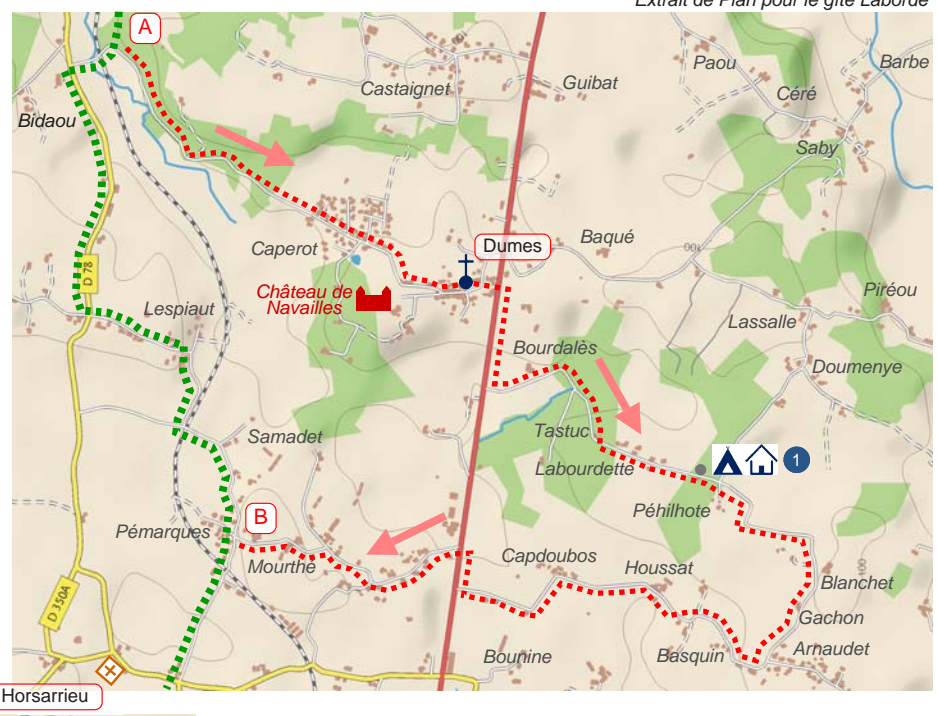 Extrait de Plan pour le gîte Laborde
A
Castaignet
Guibat
Paou
Barbe
Céré
Bidaou
Saby
Caperot
Dumes
Baqué
100
D 78
Château de
Navailles
Piréou
Lespiaut
Lassalle
Bourdalès
Doumenye
Samadet
Tastuc
Labourdette
1
Péhilhote
B
Pémarques
Mourthé
Capdoubos
Houssat
100
Blanchet
D 350A
Gachon
Bounine
Basquin
Arnaudet
Horsarrieu